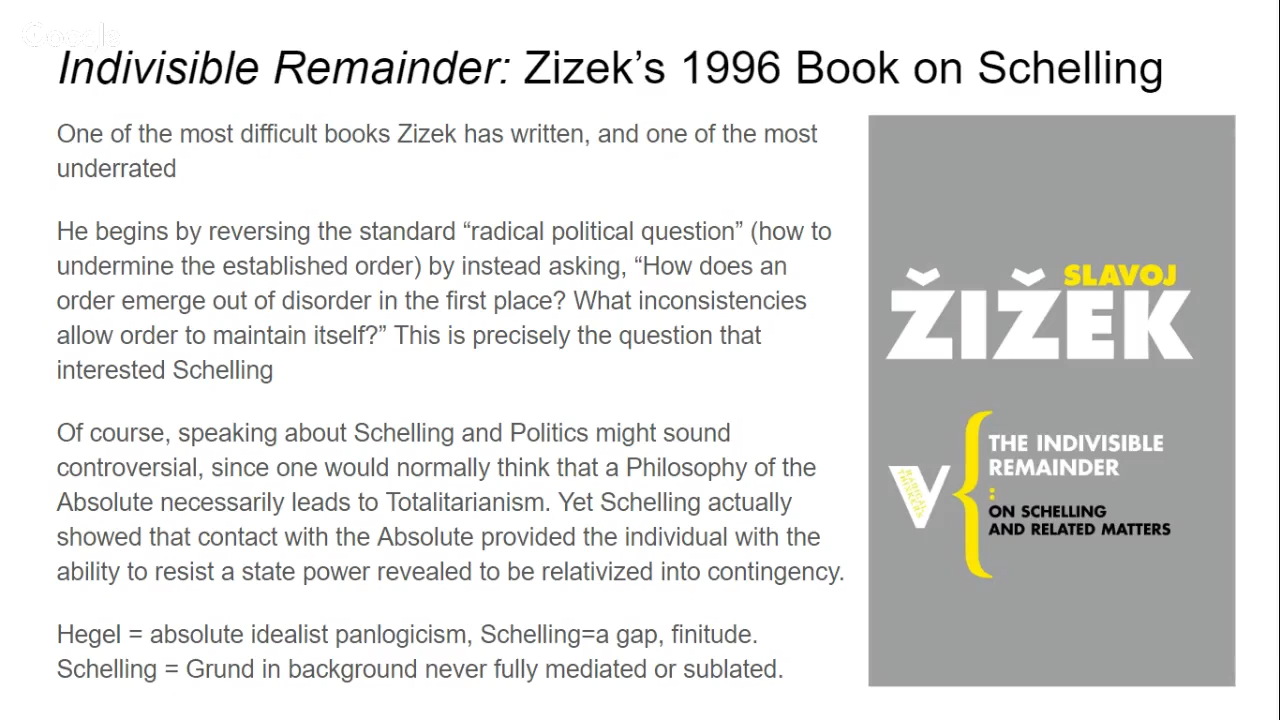 Google
Indivisible Remainder: Zizek’s 1996 Book on Schelling
One of the most difficult books Zizek has written, and one of the most
underrated
He begins by reversing the standard “radical political question” (how to
undermine the established order) by instead asking, “How does an
order emerge out of disorder in the first place? What inconsistencies
allow order to maintain itself?” This is precisely the question that
interested Schelling
Of course, speaking about Schelling and Politics might sound
controversial, since one would normally think that a Philosophy of the
Absolute necessarily leads to Totalitarianism. Yet Schelling actually
showed that contact with the Absolute provided the individual with the
ability to resist a state power revealed to be relativized into contingency.
Hegel = absolute idealist panlogicism, Schelling=a gap, finitude.
Schelling = Grund in background never fully mediated or sublated.
SLAVOJ
ŽIŽEK
V
RADICAL
THINKERS
{
THE INDIVISIBLE
REMAINDER
:
ON SCHELLING
AND RELATED MATTERS